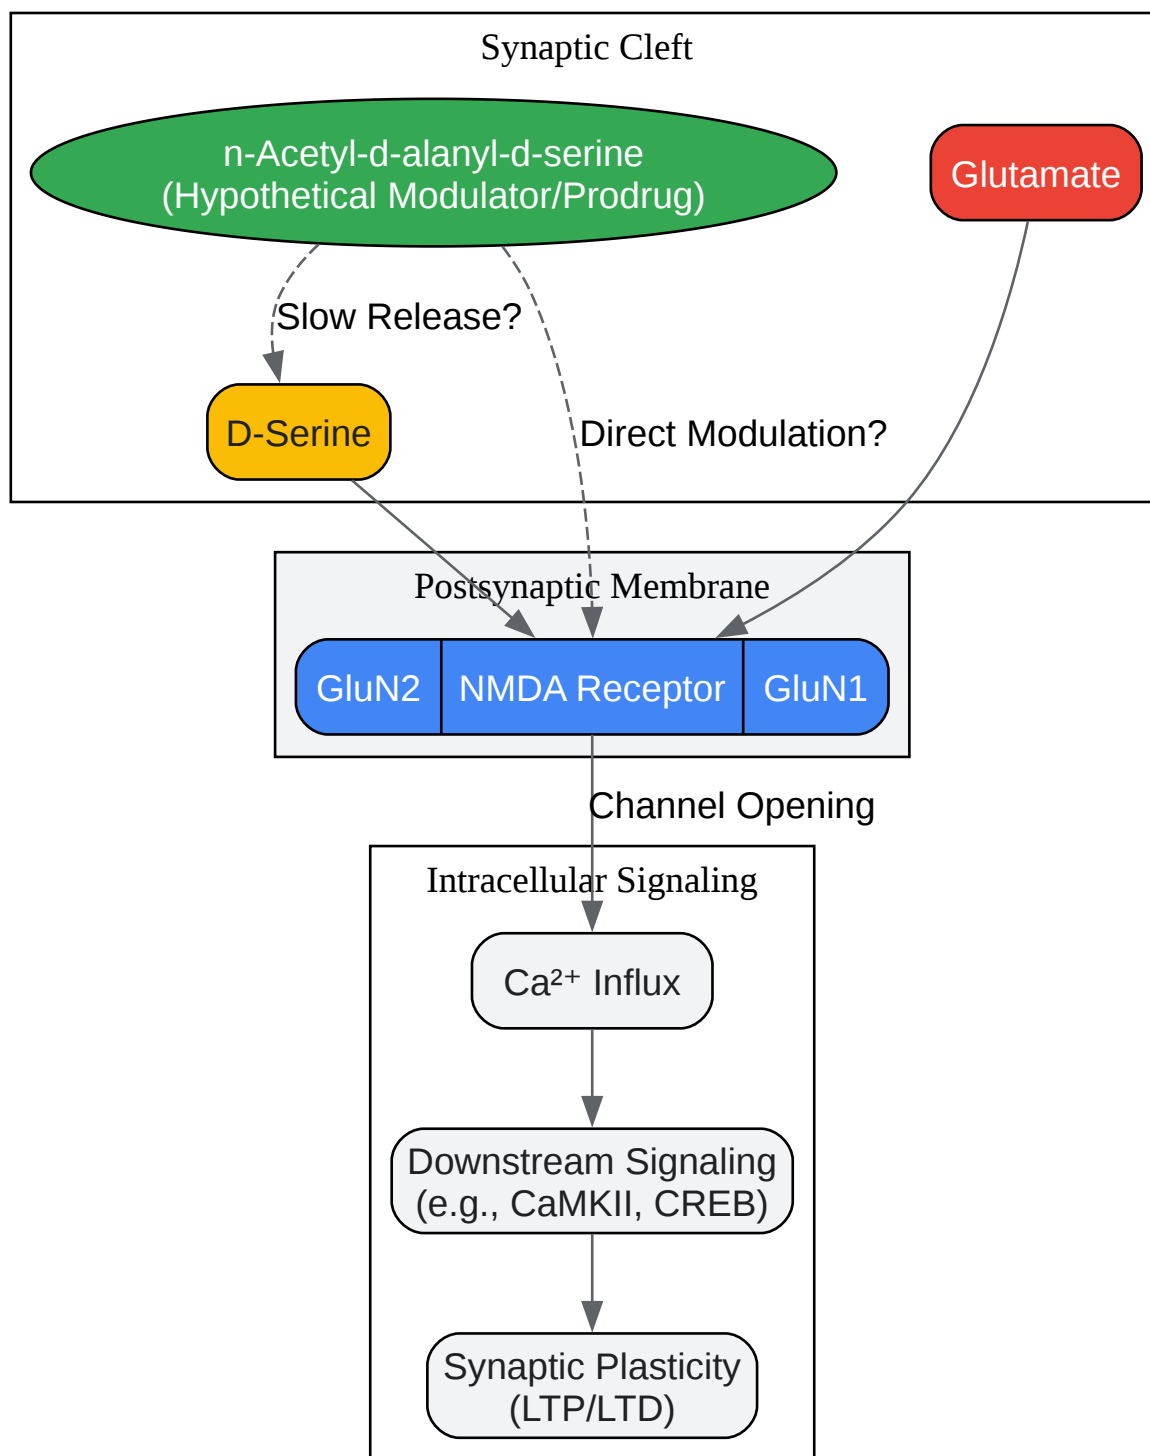 Synaptic Cleft
n-Acetyl-d-alanyl-d-serine
(Hypothetical Modulator/Prodrug)
Glutamate
Slow Release?
D-Serine
Direct Modulation?
Postsynaptic Membrane
GluN2
NMDA Receptor
GluN1
Channel Opening
Intracellular Signaling
Ca²⁺ Influx
Downstream Signaling
(e.g., CaMKII, CREB)
Synaptic Plasticity
(LTP/LTD)